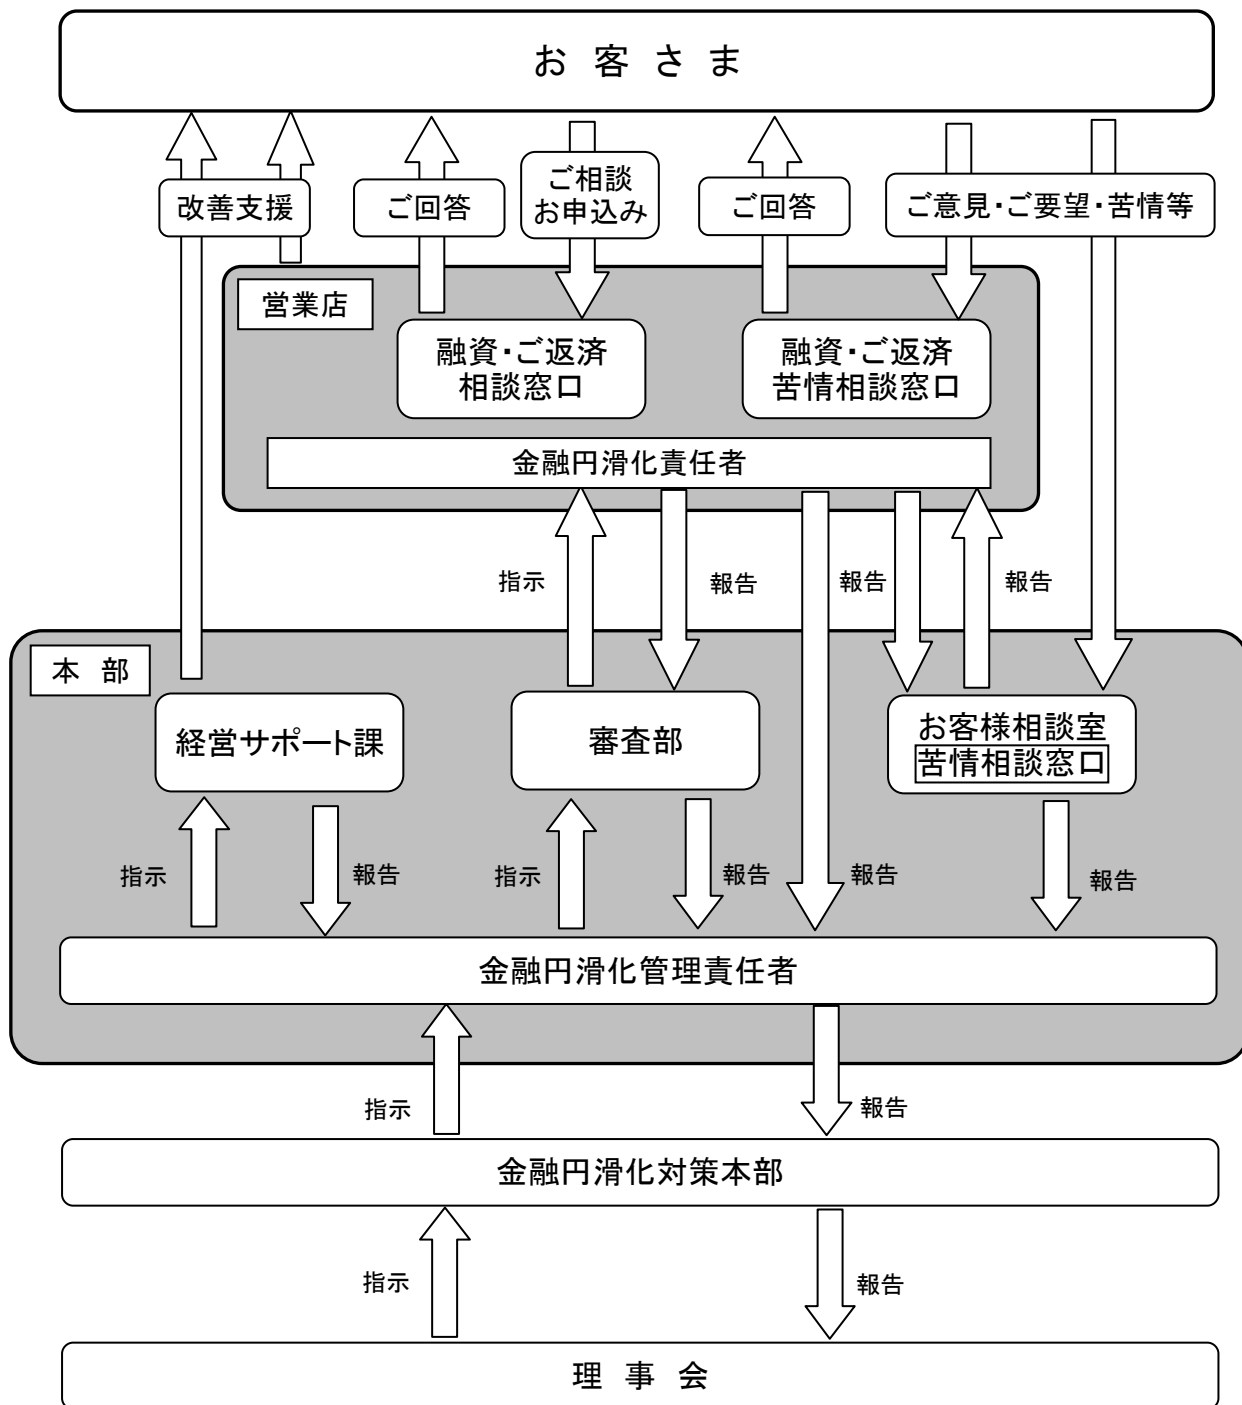 お客さま
改善支援
ご回答
ご相談
お申込み
ご回答
ご意見・ご要望・苦情等
営業店
融資・ご返済
相談窓口
融資・ご返済
苦情相談窓口
金融円滑化責任者
指示
報告
報告
報告
本部
経営サポート課
審査部
お客様相談室
苦情相談窓口
指示
報告
指示
報告
報告
報告
金融円滑化管理責任者
指示
報告
金融円滑化対策本部
指示
報告
理事会